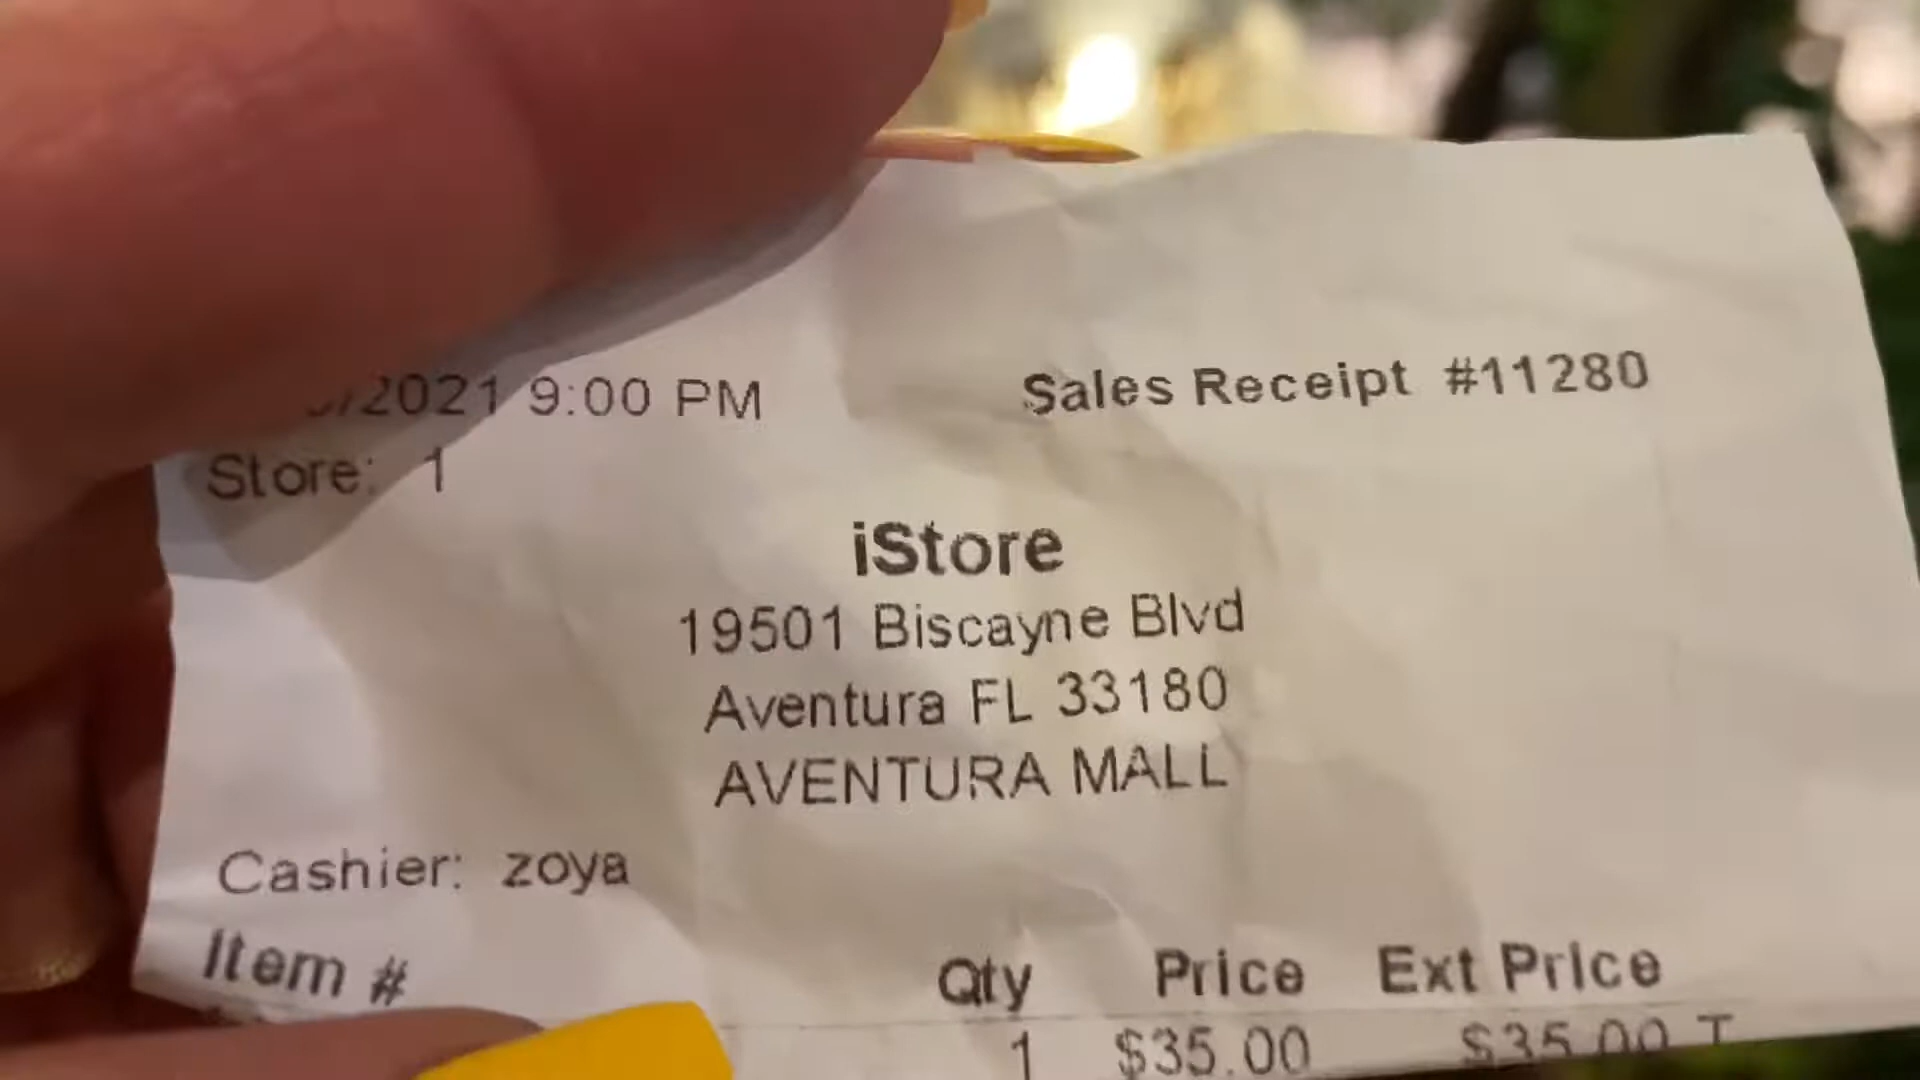 /2021 9:00 PM
Sales Receipt #11280
Store: 1
iStore
19501 Biscayne Blvd
Aventura FL 33180
AVENTURA MALL
Cashier: zoya
Item # Qty Price Ext Price
1 $35.00 $35.00 T